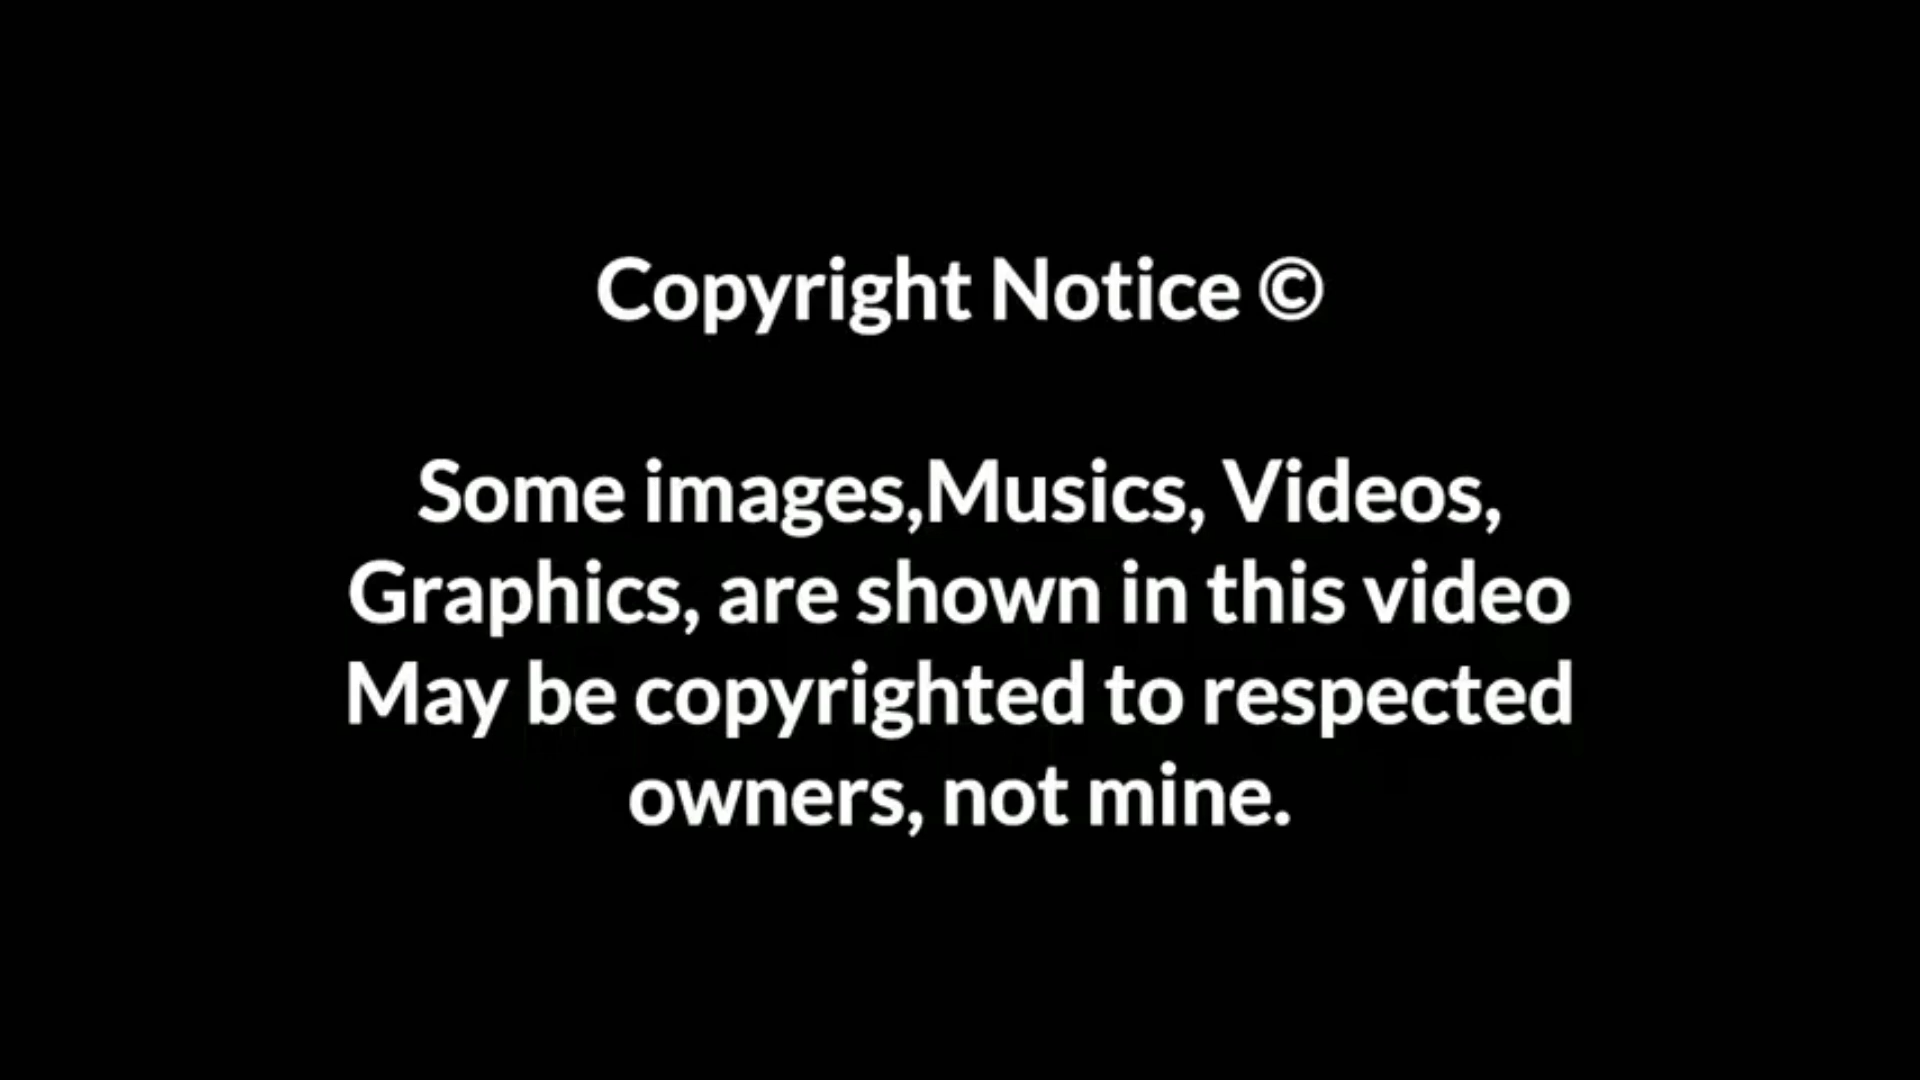 Copyright Notice ©
Some images,Musics, Videos,
Graphics, are shown in this video
May be copyrighted to respected
owners, not mine.